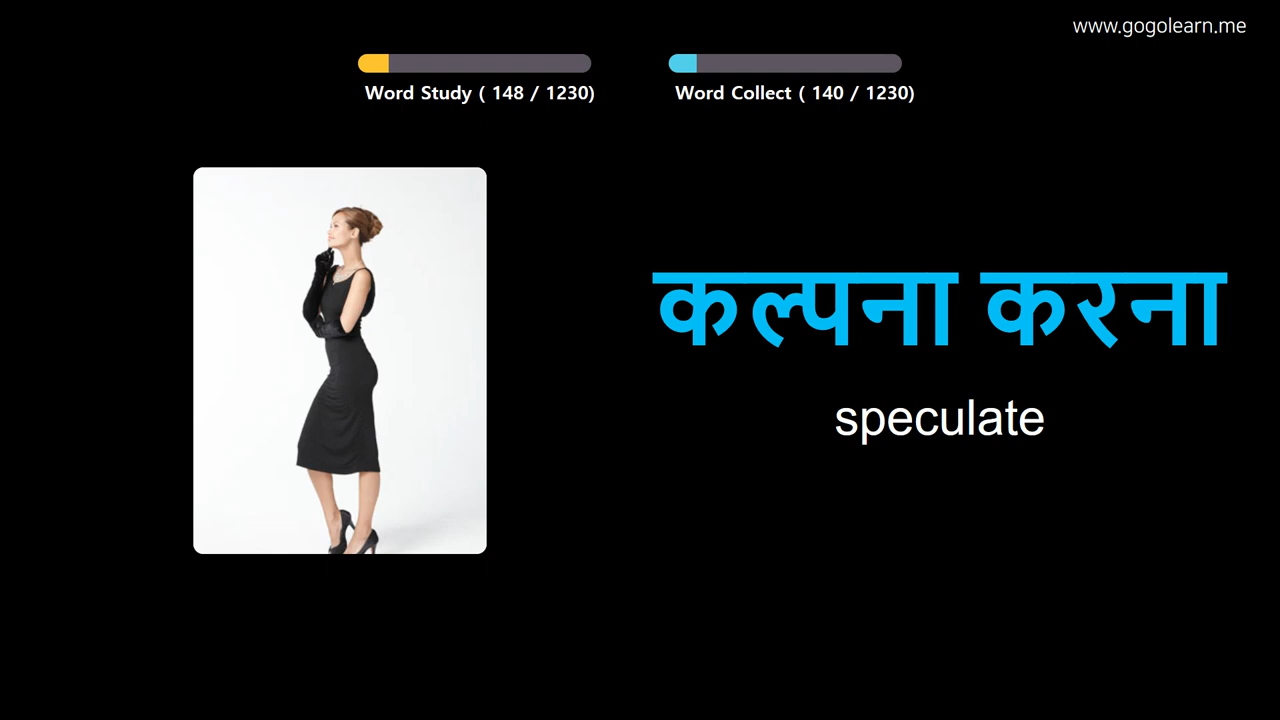 www.gogolearn.me
Word Study ( 148 / 1230)
Word Collect ( 140 / 1230)
कल्पना करना
speculate